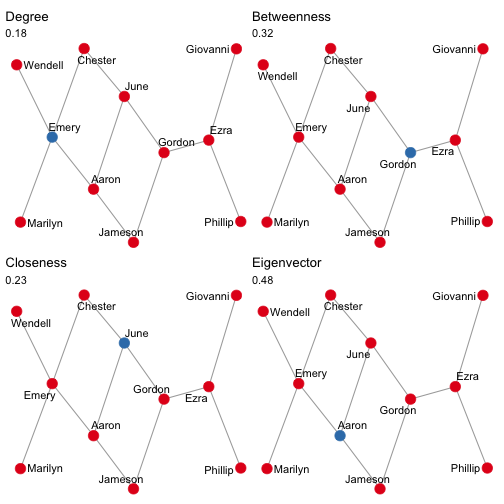 Degree
0.18
Wendell
Chester
Giovanni
June
Emery
Gordon
Ezra
Aaron
Marilyn
Jameson
Phillip
Betweenness
0.32
Wendell
Chester
Giovanni
June
Emery
Gordon
Ezra
Aaron
Marilyn
Jameson
Phillip
Closeness
0.23
Wendell
Chester
Giovanni
June
Emery
Gordon
Ezra
Aaron
Marilyn
Jameson
Phillip
Eigenvector
0.48
Wendell
Chester
Giovanni
June
Emery
Ezra
Gordon
Aaron
Marilyn
Jameson
Phillip